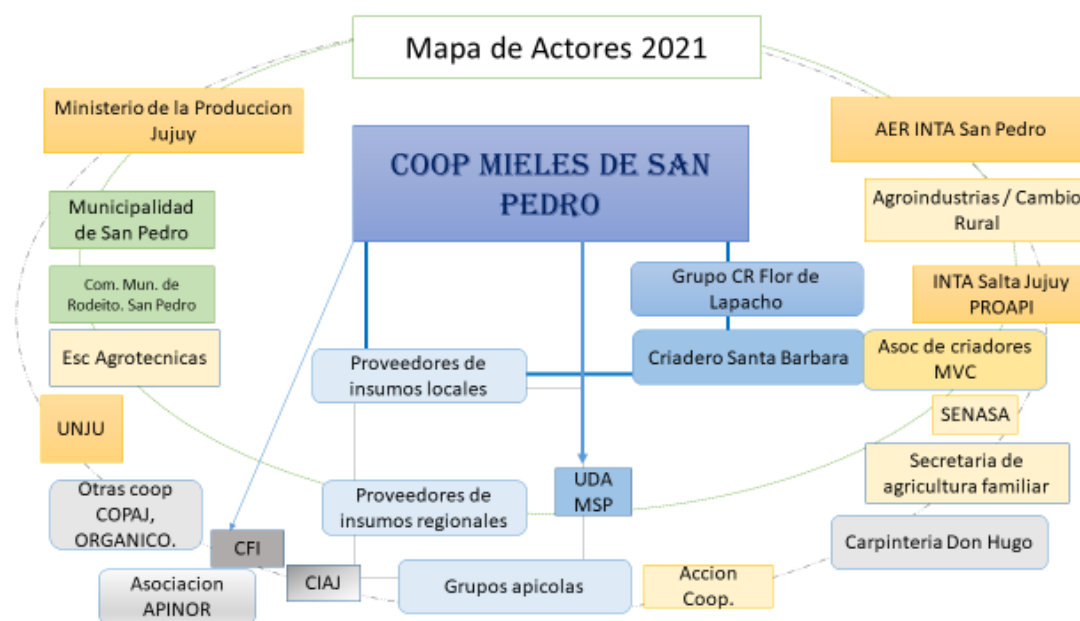 Mapa de Actores 2021
Ministerio de la Produccion
Jujuy
AER INTA San Pedro
COOP MIELES DE SAN
PEDRO
Municipalidad
de San Pedro
Agroindustrias / Cambio
Rural
Com. Mun. de
Rodeito. San Pedro
Grupo CR Flor de
Lapacho
INTA Salta Jujuy
PROAPI
Esc Agrotecnicas
Proveedores de
insumos locales
Criadero Santa Barbara
Asoc de criadores
MVC
UNJU
SENASA
Otras coop
COPAJ,
ORGANICO.
Proveedores de
insumos regionales
UDA
MSP
Secretaria de
agricultura familiar
CFI
Carpinteria Don Hugo
Asociacion
APINOR
CIAJ
Grupos apicolas
Accion
Coop.